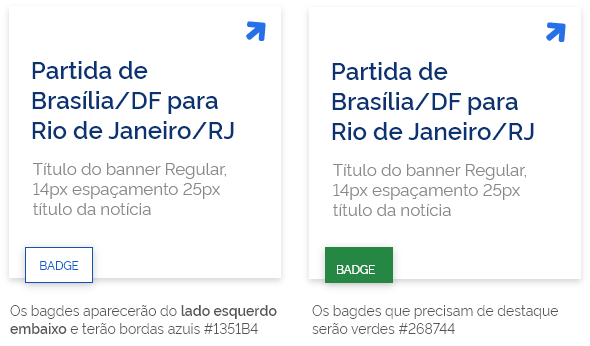 Partida de
Brasília/DF para
Rio de Janeiro/RJ
Título do banner Regular,
14px espaçamento 25px
título da notícia
BADGE
Os bagdes aparecerão do lado esquerdo
embaixo e terão bordas azuis #1351B4
Partida de
Brasília/DF para
Rio de Janeiro/RJ
Título do banner Regular,
14px espaçamento 25px
título da notícia
BADGE
Os bagdes que precisam de destaque
serão verdes #268744